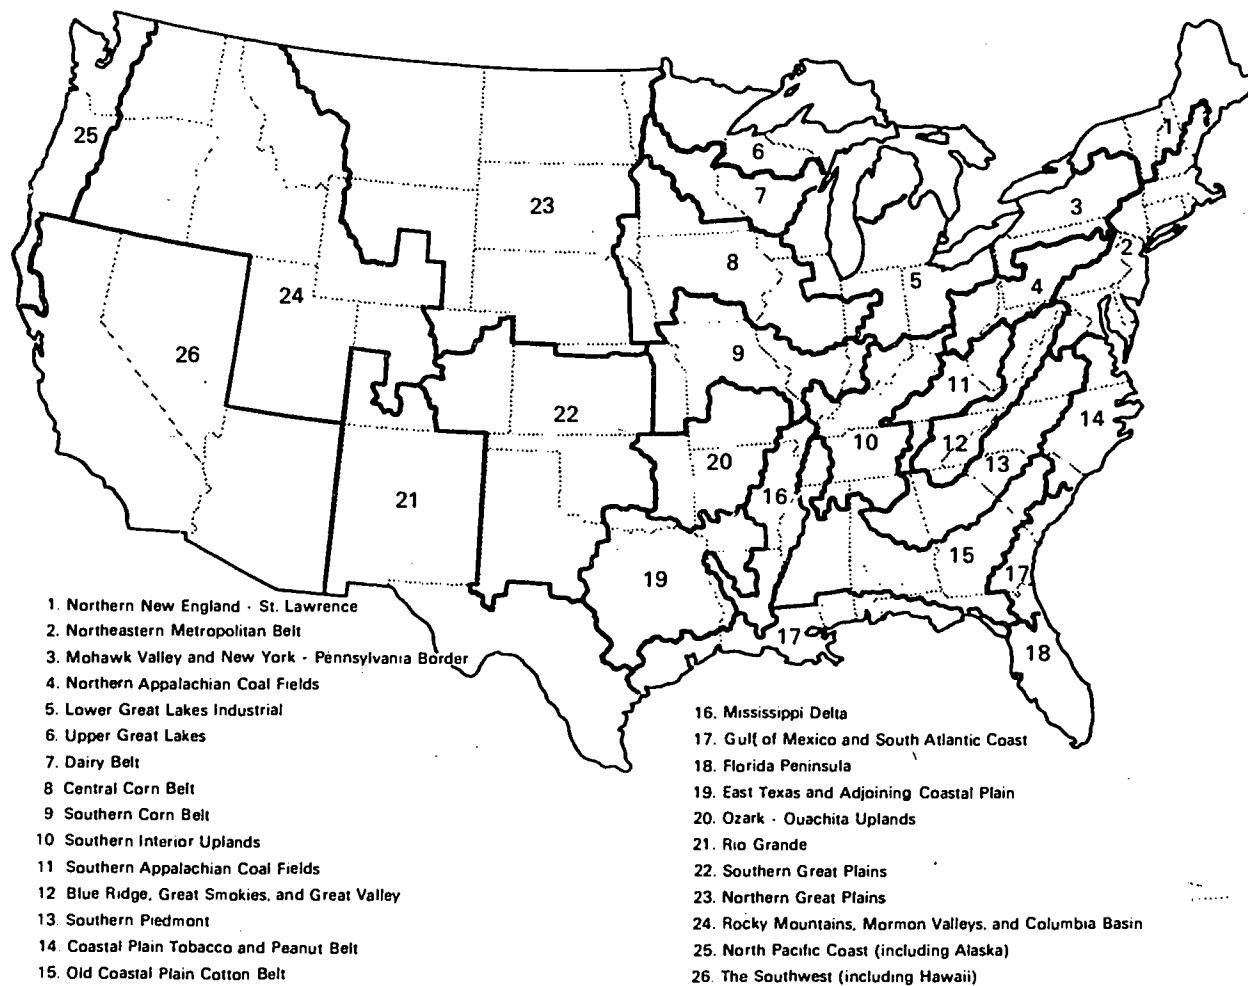 1
25
6
7
3
23
2
8
5
4
24
26
9
11
22
14
10
12
20
13
21
16
15
19
17
17
18
1. Northern New England - St. Lawrence
2. Northeastern Metropolitan Belt
3. Mohawk Valley and New York - Pennsylvania Border
4. Northern Appalachian Coal Fields
5. Lower Great Lakes Industrial
6. Upper Great Lakes
7. Dairy Belt
8 Central Corn Belt
9 Southern Corn Belt
10 Southern Interior Uplands
11 Southern Appalachian Coal Fields
12 Blue Ridge, Great Smokies, and Great Valley
13. Southern Piedmont
14. Coastal Plain Tobacco and Peanut Belt
15. Old Coastal Plain Cotton Belt
16. Mississippi Delta
17. Gulf of Mexico and South Atlantic Coast
18. Florida Peninsula
19. East Texas and Adjoining Coastal Plain
20. Ozark - Ouachita Uplands
21. Rio Grande
22. Southern Great Plains
23. Northern Great Plains
24. Rocky Mountains, Mormon Valleys, and Columbia Basin
25. North Pacific Coast (including Alaska)
26. The Southwest (including Hawaii)